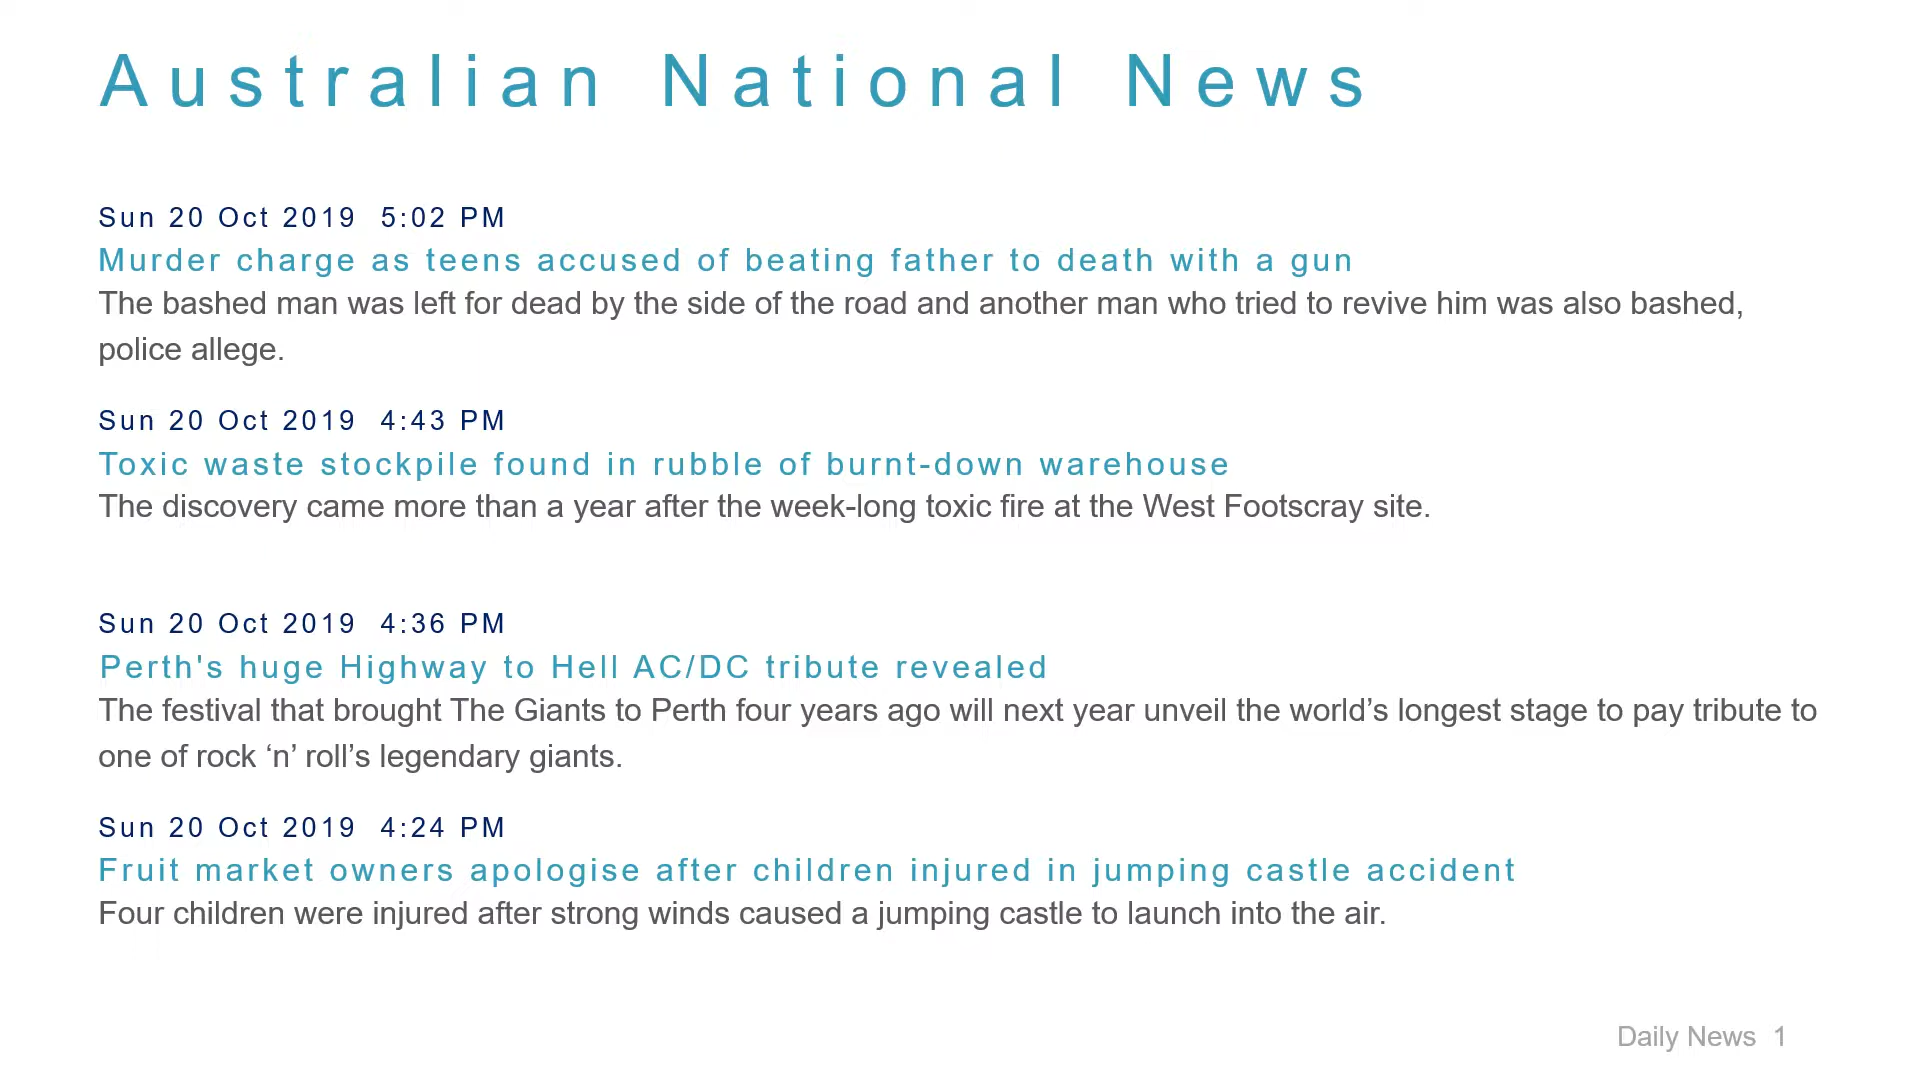 Australian National News
Sun 20 Oct 2019 5:02 PM
Murder charge as teens accused of beating father to death with a gun
The bashed man was left for dead by the side of the road and another man who tried to revive him was also bashed,
police allege.
Sun 20 Oct 2019 4:43 PM
Toxic waste stockpile found in rubble of burnt-down warehouse
The discovery came more than a year after the week-long toxic fire at the West Footscray site.
Sun 20 Oct 2019 4:36 PM
Perth's huge Highway to Hell AC/DC tribute revealed
The festival that brought The Giants to Perth four years ago will next year unveil the world’s longest stage to pay tribute to
one of rock ‘n’ roll’s legendary giants.
Sun 20 Oct 2019 4:24 PM
Fruit market owners apologise after children injured in jumping castle accident
Four children were injured after strong winds caused a jumping castle to launch into the air.
Daily News 1